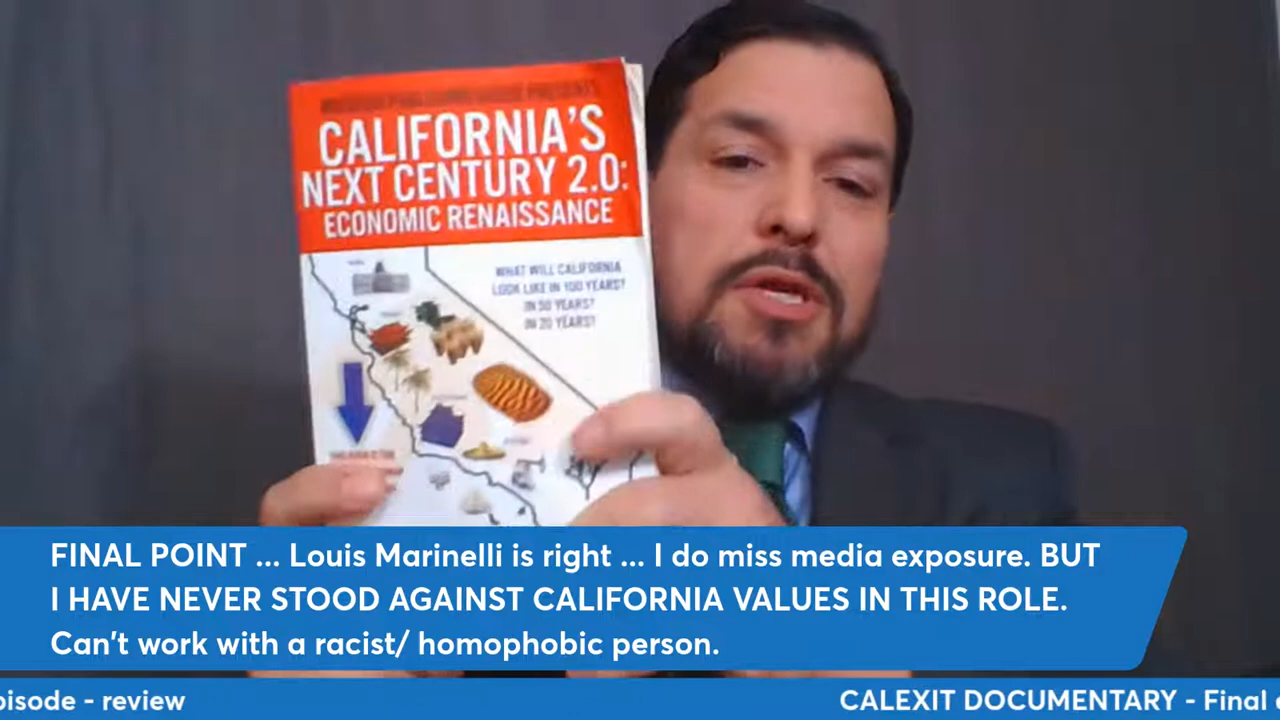 CALIFORNIA'S
NEXT CENTURY 2.0:
ECONOMIC RENAISSANCE
WHAT WILL CALIFORNIA
LOOK LIKE IN 100 YEARS?
IN 50 YEARS?
IN 20 YEARS?
FINAL POINT ... Louis Marinelli is right ... I do miss media exposure. BUT
I HAVE NEVER STOOD AGAINST CALIFORNIA VALUES IN THIS ROLE.
Can't work with a racist/ homophobic person.
pisode - review
CALEXIT DOCUMENTARY - Final